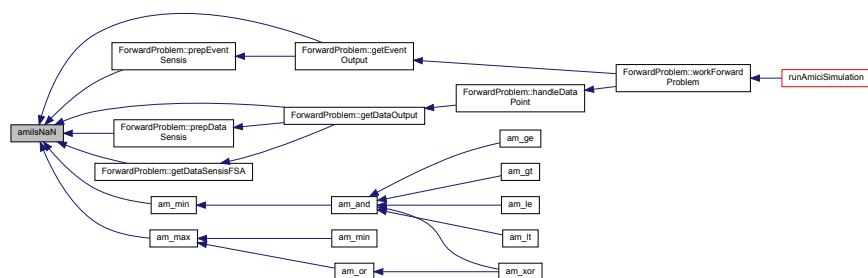 amiIsNaN
ForwardProblem::prepEvent
Sensis
ForwardProblem::getEvent
Output
ForwardProblem::workForward
Problem
runAmiciSimulation
ForwardProblem::handleData
Point
ForwardProblem::getDataOutput
ForwardProblem::prepData
Sensis
ForwardProblem::getDataSensisFSA
am_min
am_and
am_ge
am_gt
am_le
am_lt
am_max
am_min
am_or
am_xor